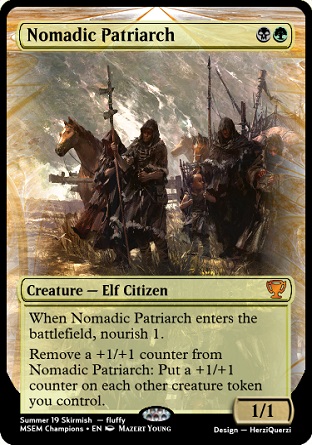 Nomadic Patriarch
Creature — Elf Citizen
When Nomadic Patriarch enters the
battlefield, nourish 1.
Remove a +1/+1 counter from
Nomadic Patriarch: Put a +1/+1
counter on each other creature token
you control.
1/1
Summer 19 Skirmish — fluffy
MSEM Champions • EN Mazert Young
Design — HerziQuerzi